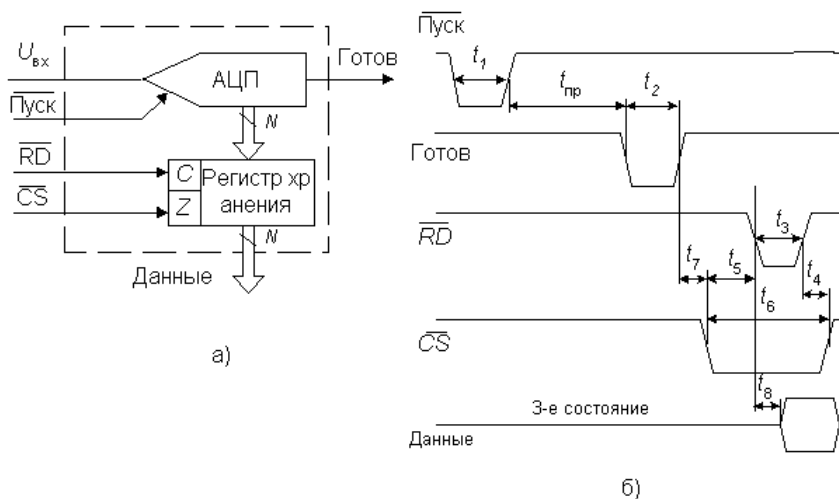 Uвх
Пуск
RD
CS
АЦП
Готов
N
C
Z
Регистр хр
анения
N
Данные
а)
Пуск
t1
tпр
t2
Готов
RD
t3
t7
t5
t4
t6
CS
t8
3-е состояние
Данные
б)